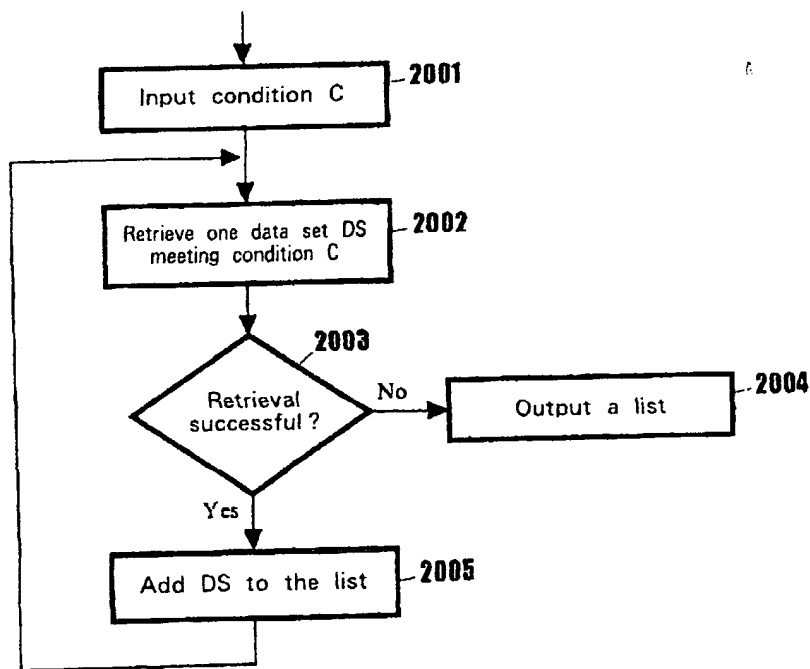 Input condition C
2001
Retrieve one data set DS
meeting condition C
2002
2003
Retrieval
successful ?
No
Output a list
2004
Yes
Add DS to the list
2005